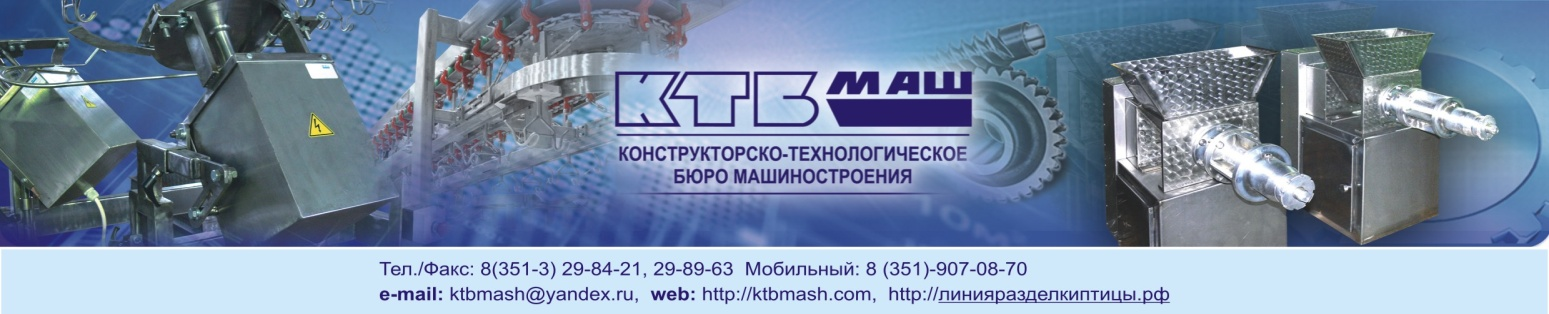 КТБ МАШ
КОНСТРУКТОРСКО-ТЕХНОЛОГИЧЕСКОЕ
БЮРО МАШИНОСТРОЕНИЯ
Тел./Факс: 8(351-3) 29-84-21, 29-89-63 Мобильный: 8 (351)-907-08-70
e-mail: ktbmash@yandex.ru, web: http://ktbmash.com, http://линияразделкиптицы.рф